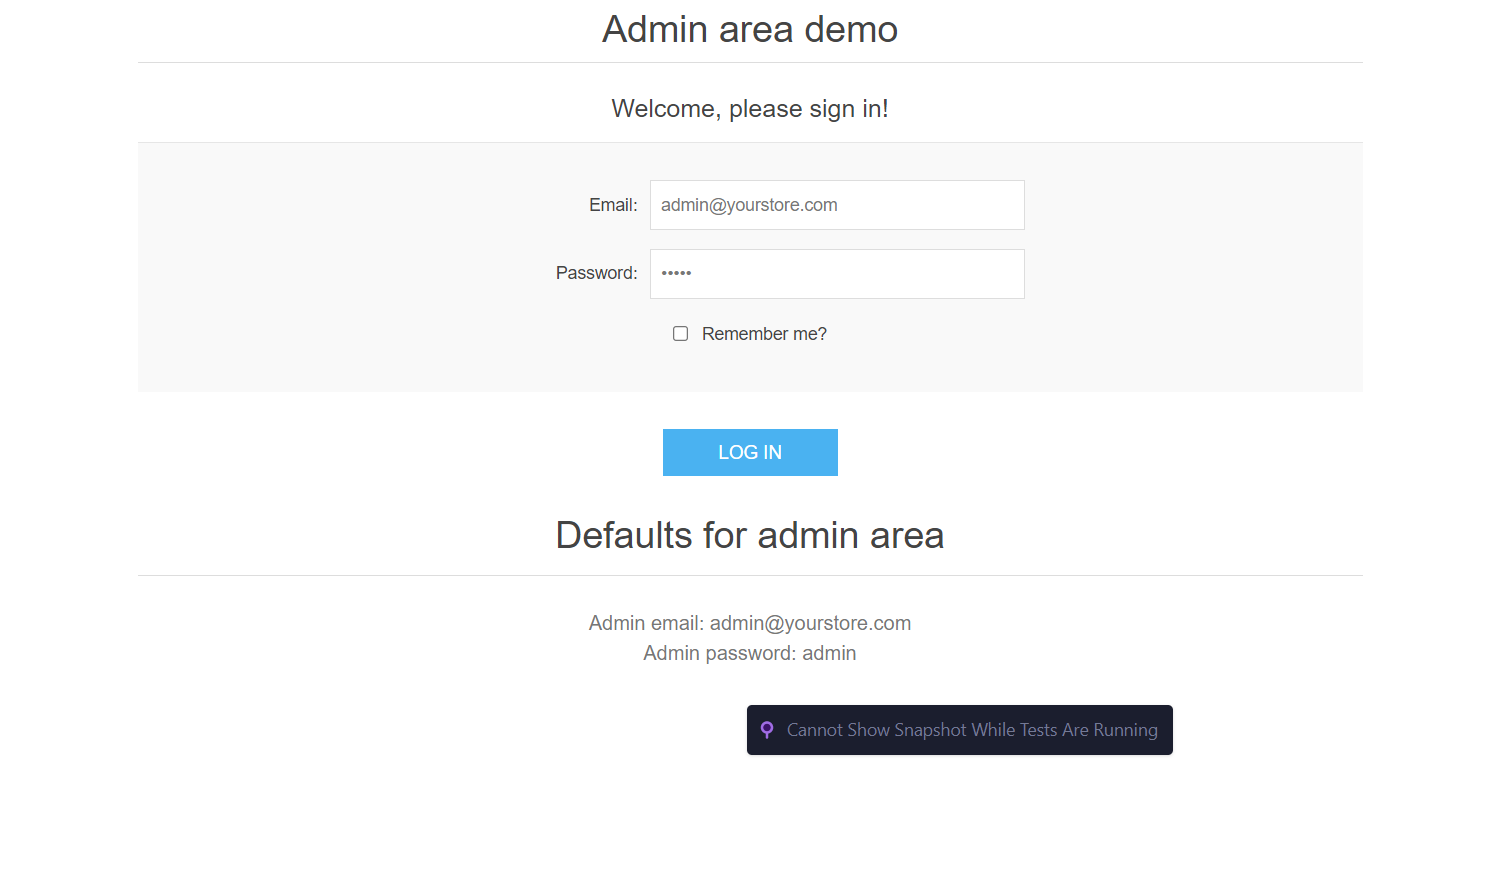 Admin area demo
Welcome, please sign in!
Email: admin@yourstore.com
Password: •••••
Remember me?
LOG IN
Defaults for admin area
Admin email: admin@yourstore.com
Admin password: admin
Cannot Show Snapshot While Tests Are Running